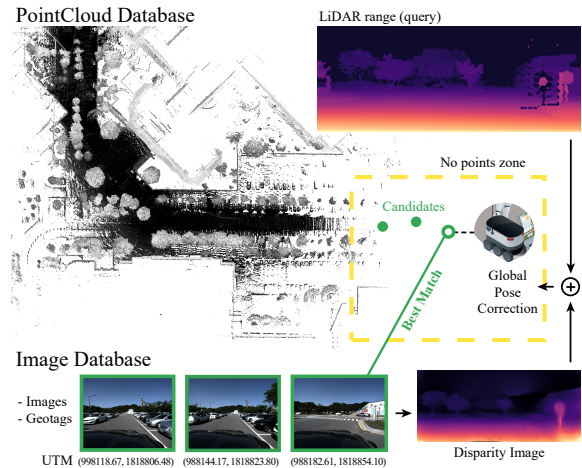 PointCloud Database
LiDAR range (query)
No points zone
Candidates
Best Match
Global
Pose
Correction
Image Database
- Images
- Geotags
UTM (998118.67, 1818806.48) (988144.17, 1818823.80) (988182.61, 1818854.10)
Disparity Image